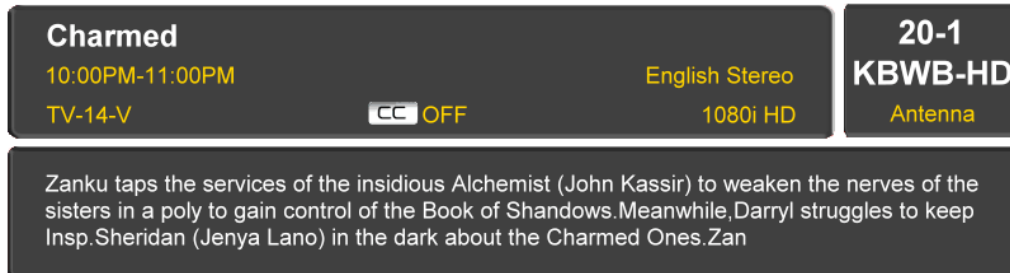 Charmed
10:00PM-11:00PM
English Stereo
TV-14-V
CC OFF
1080i HD
20-1
KBWB-HD
Antenna
Zanku taps the services of the insidious Alchemist (John Kassir) to weaken the nerves of the
sisters in a poly to gain control of the Book of Shandows.Meanwhile,Darryl struggles to keep
Insp.Sheridan (Jenya Lano) in the dark about the Charmed Ones.Zan